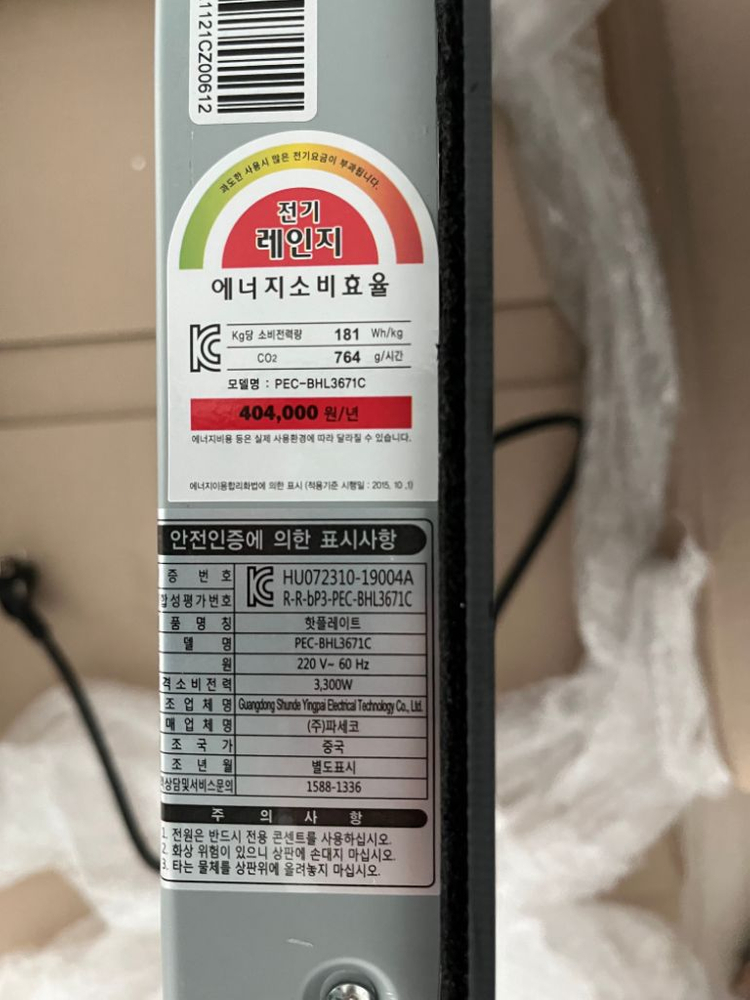 1121CZ00612
과도한 사용시 많은 전기요금이 부과됩니다.
전기
레인지
에너지소비효율
Kg당 소비전력량 181 Wh/kg
CO2 764 g/시간
모델명 : PEC-BHL3671C
404,000 원/년
에너지비용 등은 실제 사용환경에 따라 달라질 수 있습니다.
에너지이용합리화법에 의한 표시 (적용기준 시행일 : 2015. 10 .1)
안전인증에 의한 표시사항
증 번 호 HU072310-19004A
합성평가번호 R-R-bP3-PEC-BHL3671C
품 명 칭 핫플레이트
델 명 PEC-BHL3671C
원 220 V~ 60 Hz
격소비전력 3,300W
조 업 체 명 Guangdong Shunde Yingpai Electrical Technology Co., Ltd.
매 업 체 명 (주)파세코
조 국 가 중국
조 년 월 별도표시
상담및서비스문의 1588-1336
주 의 사 항
1. 전원은 반드시 전용 콘센트를 사용하십시오.
2. 화상 위험이 있으니 상판에 손대지 마십시오.
3. 타는 물체를 상판위에 올려놓지 마십시오.